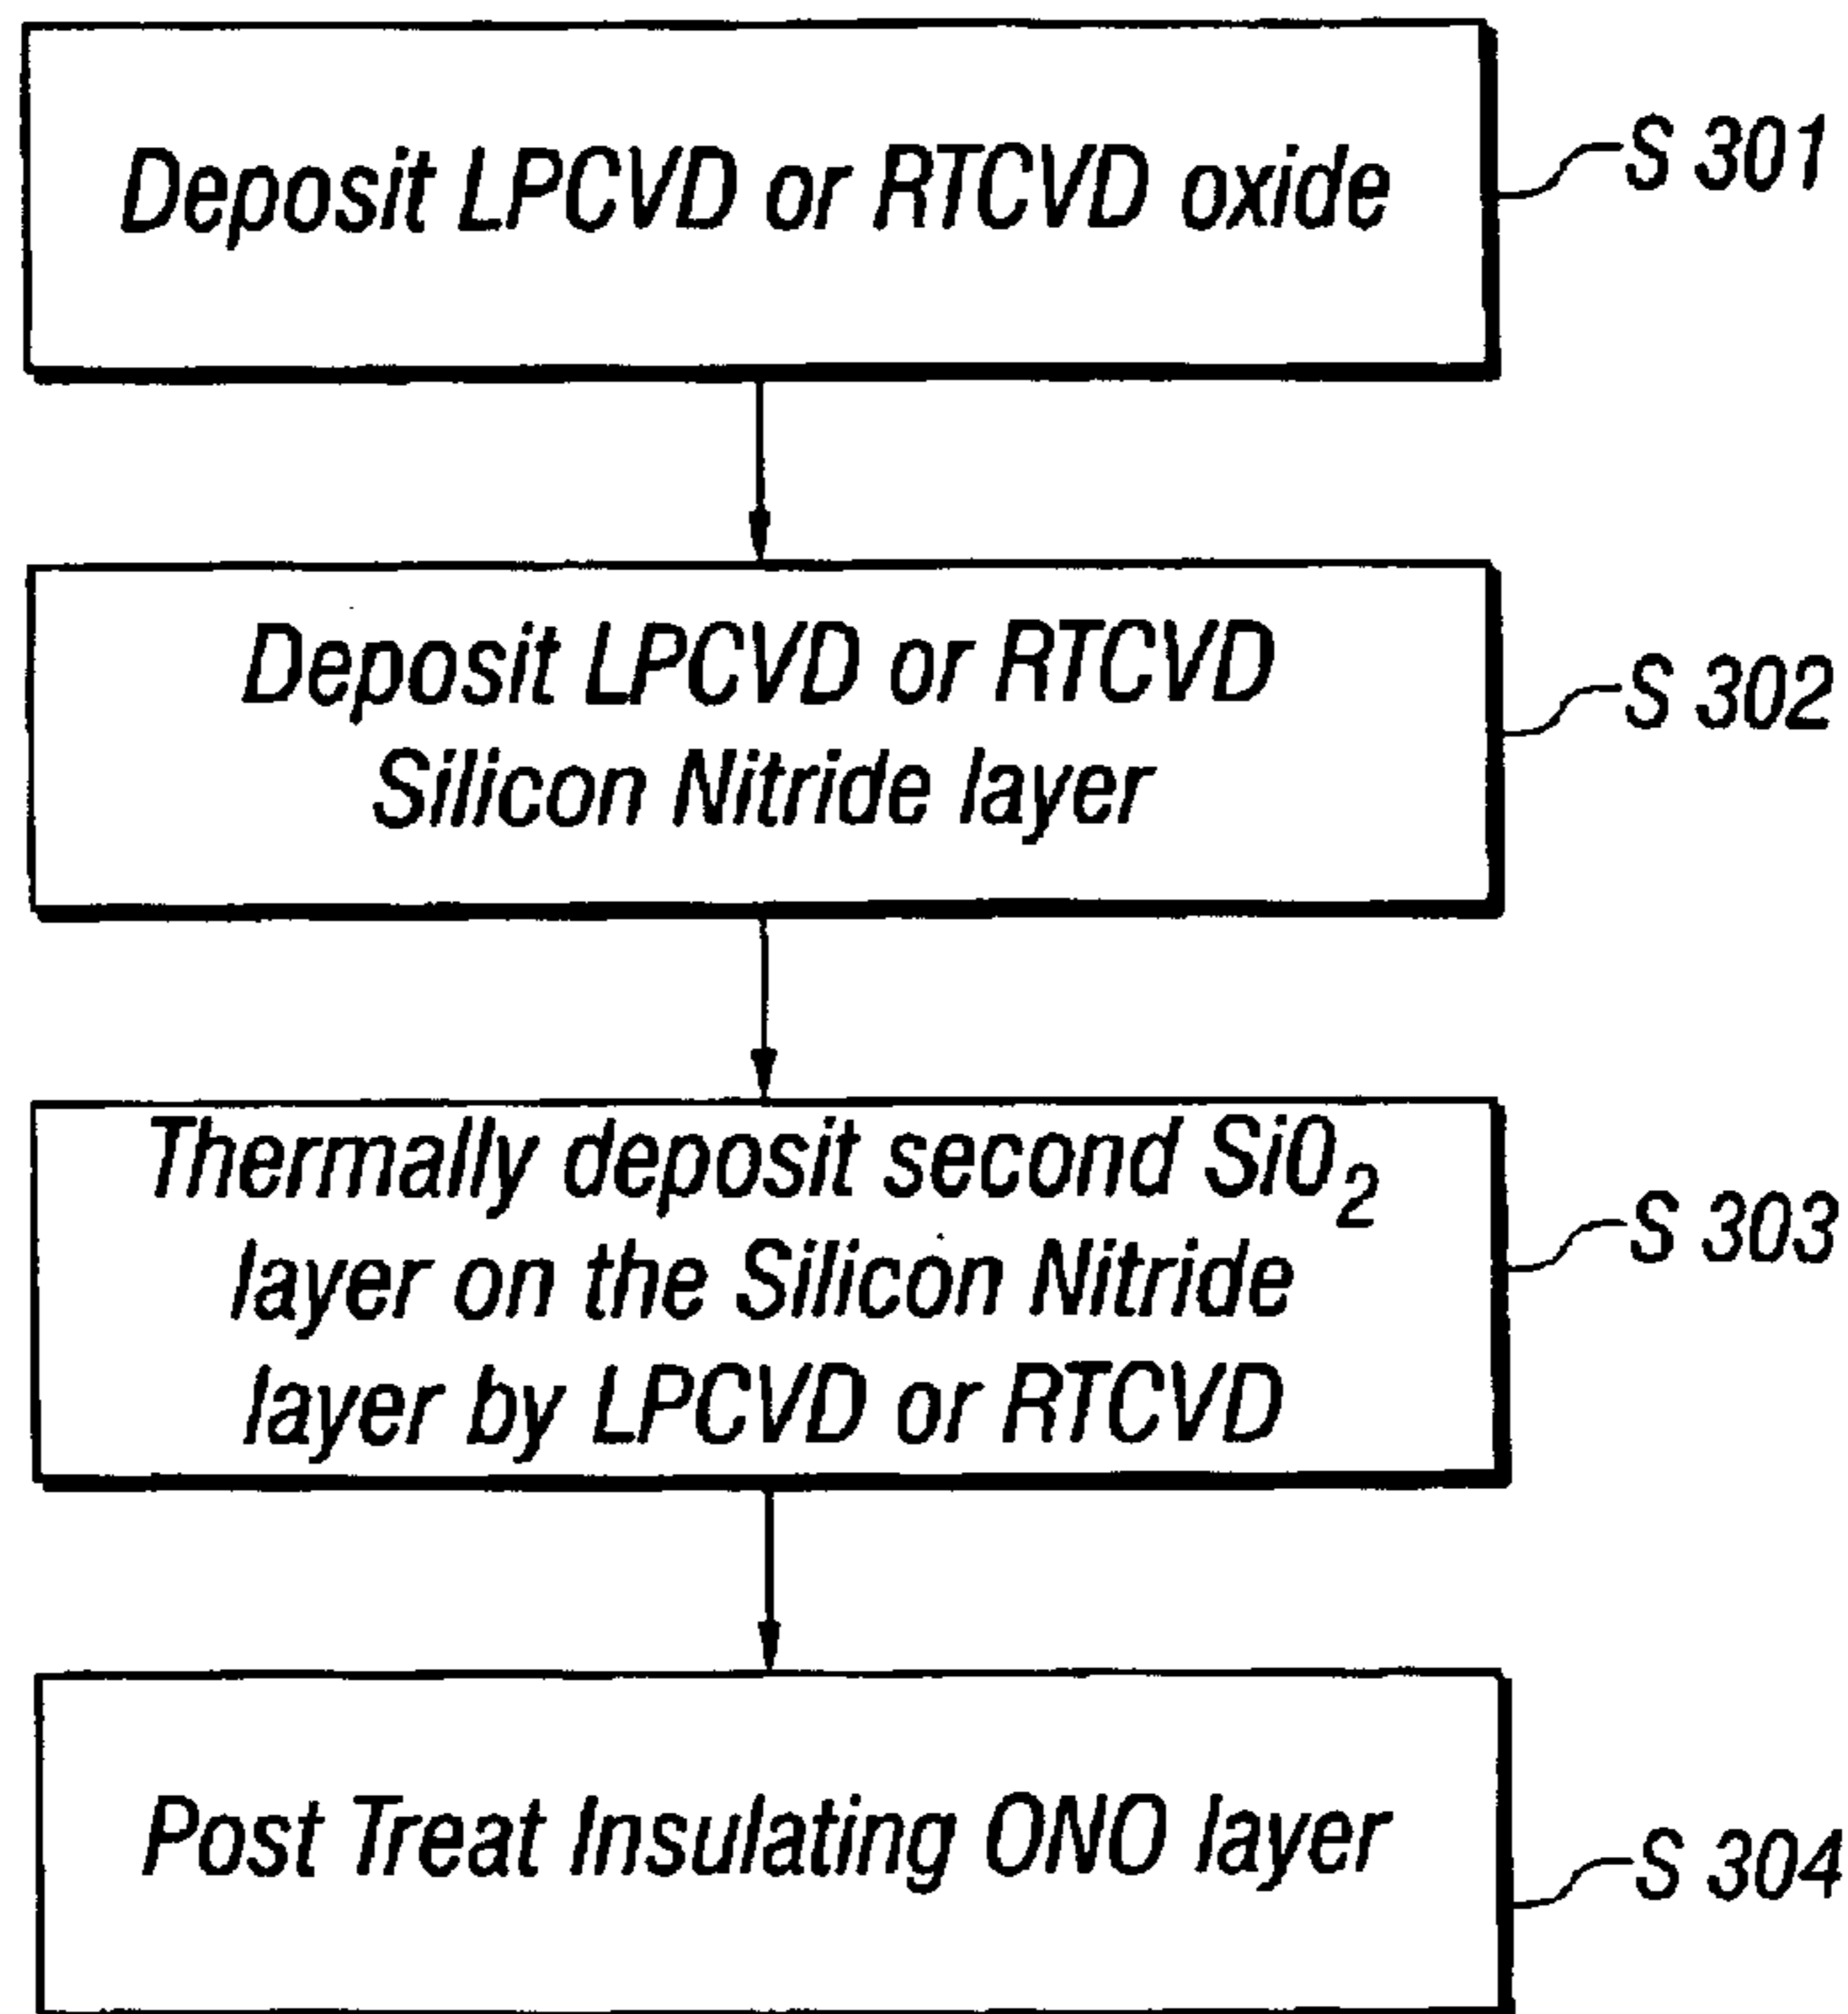 Deposit LPCVD or RTCVD oxide
S 301
Deposit LPCVD or RTCVD
Silicon Nitride layer
S 302
Thermally deposit second SiO₂
layer on the Silicon Nitride
layer by LPCVD or RTCVD
S 303
Post Treat Insulating ONO layer
S 304